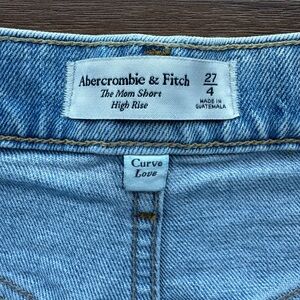 Abercrombie & Fitch
The Mom Short
High Rise
27
4
MADE IN
GUATEMALA
Curve
Love